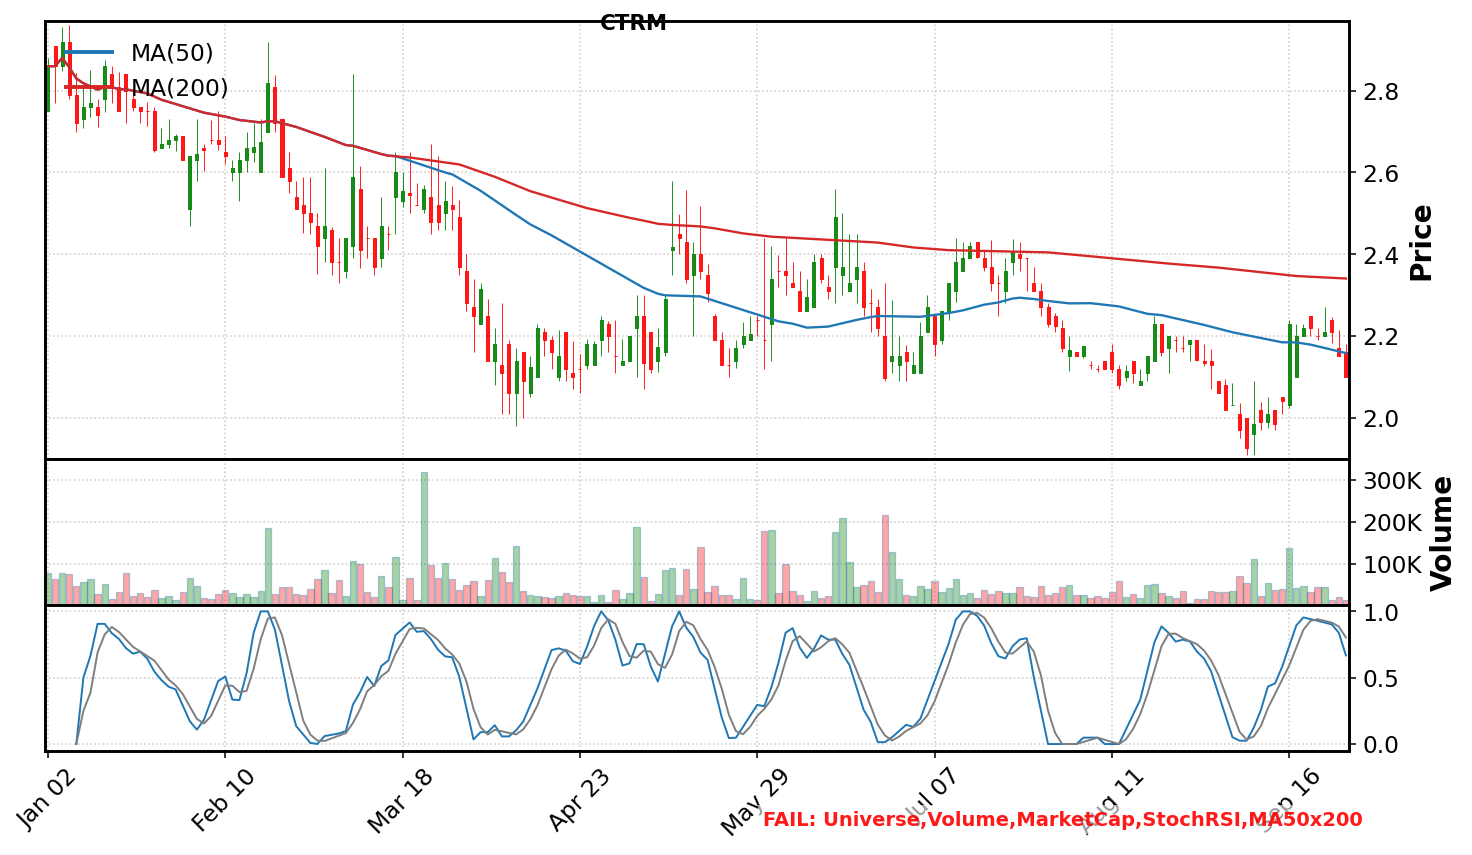 CTRM
MA(50)
MA(200)
2.8
2.6
2.4
2.2
2.0
Price
300K
200K
100K
Volume
1.0
0.5
0.0
Jan 02
Feb 10
Mar 18
Apr 23
May 29
Jul 07
Aug 11
Sep 16
FAIL: Universe,Volume,MarketCap,StochRSI,MA50x200